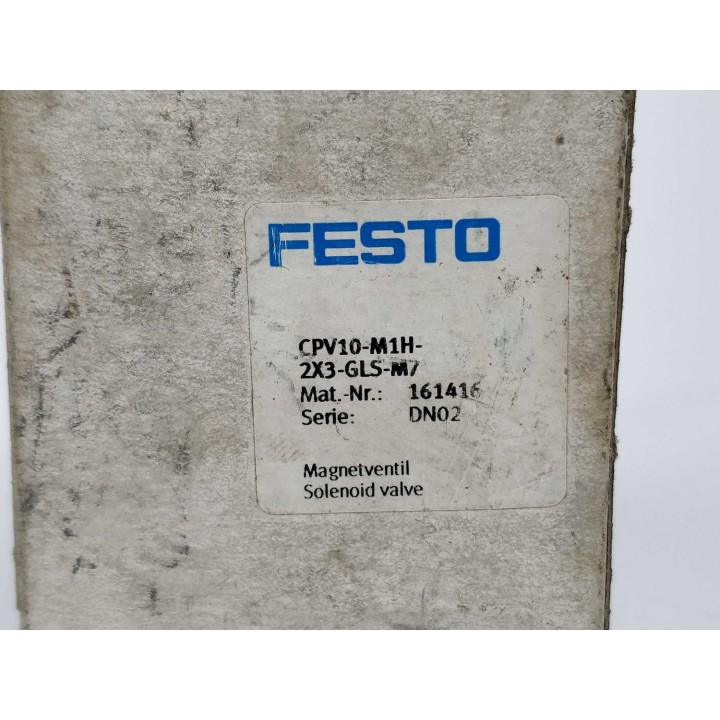 FESTO
CPV10-M1H-
2X3-GLS-M7
Mat.-Nr.: 161416
Serie: DN02
Magnetventil
Solenoid valve